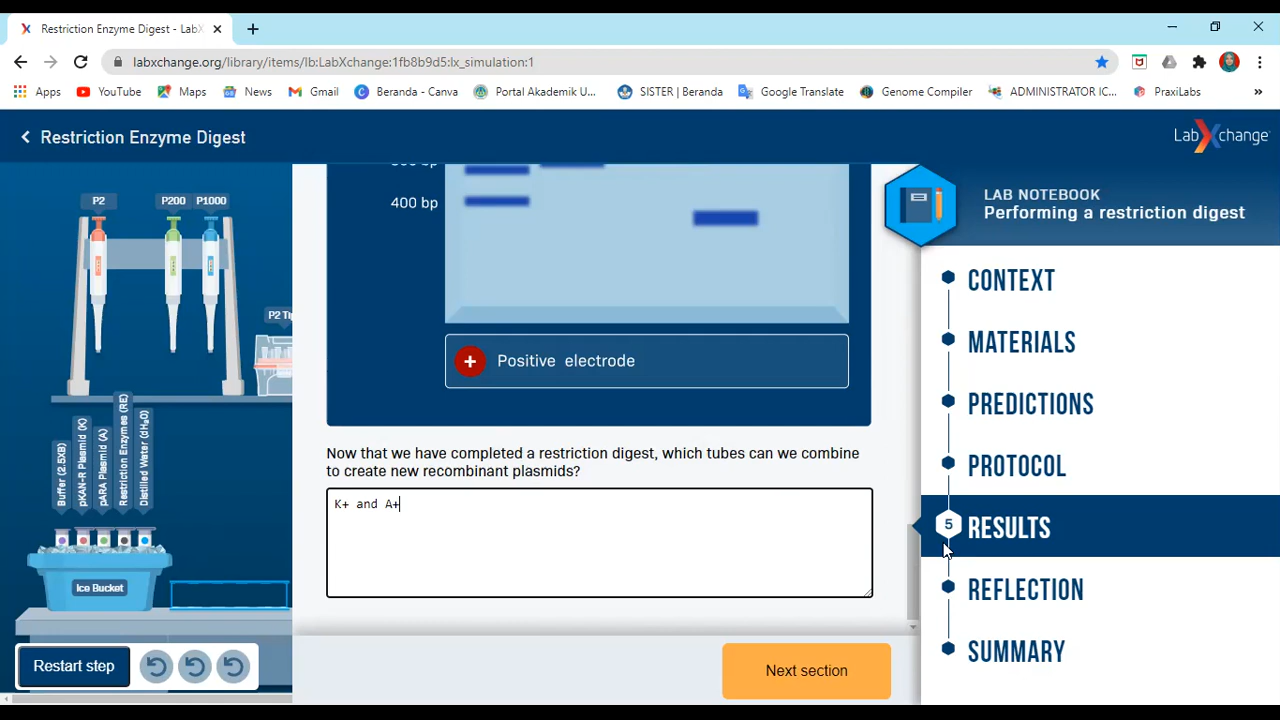 Restriction Enzyme Digest - LabX
labxchange.org/library/items/lb:LabXchange:1fb8b9d5:lx_simulation:1
Apps YouTube Maps News Gmail Beranda - Canva Portal Akademik U... SISTER | Beranda Google Translate Genome Compiler ADMINISTRATOR IC... PraxiLabs »
Restriction Enzyme Digest
LabXchange
P2 P200 P1000
P2 Tip
Buffer (2.5XB)
pKAN-R Plasmid (K)
pARA Plasmid (A)
Restriction Enzymes (RE)
Distilled Water (dH₂O)
Ice Bucket
Restart step
400 bp
+ Positive electrode
Now that we have completed a restriction digest, which tubes can we combine
to create new recombinant plasmids?
K+ and A+
Next section
LAB NOTEBOOK
Performing a restriction digest
CONTEXT
MATERIALS
PREDICTIONS
PROTOCOL
5 RESULTS
REFLECTION
SUMMARY